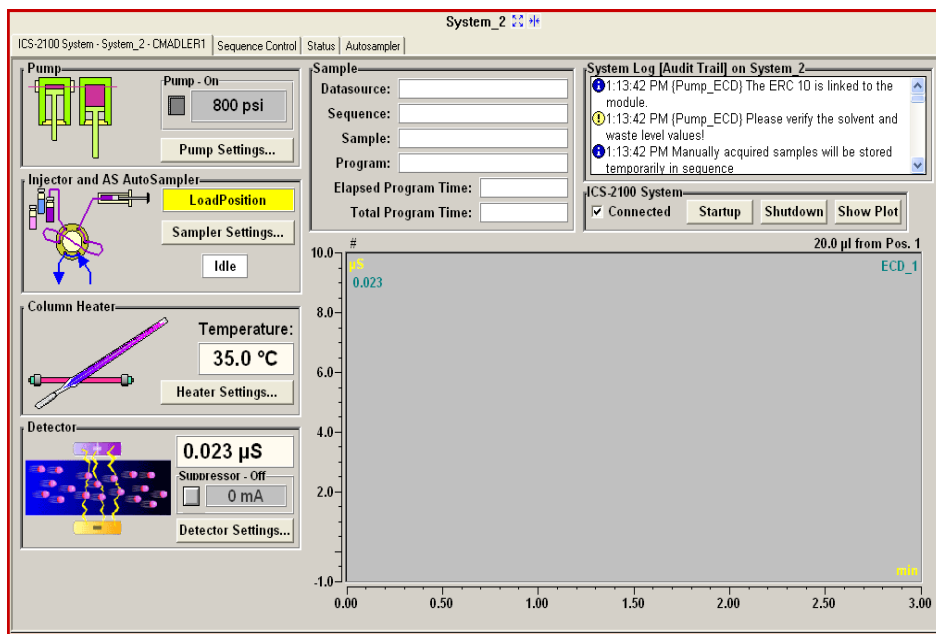 System_2
ICS-2100 System - System_2 - CMADLER1 Sequence Control Status Autosampler
Pump
Pump - On
800 psi
Pump Settings...
Injector and AS AutoSampler
LoadPosition
Sampler Settings...
Idle
Column Heater
Temperature:
35.0 °C
Heater Settings...
Detector
0.023 µS
Suppressor - Off
0 mA
Detector Settings...
Sample
Datasource:
Sequence:
Sample:
Program:
Elapsed Program Time:
Total Program Time:
System Log [Audit Trail] on System_2
1:13:42 PM {Pump_ECD} The ERC 10 is linked to the
module.
1:13:42 PM {Pump_ECD} Please verify the solvent and
waste level values!
1:13:42 PM Manually acquired samples will be stored
temporarily in sequence
ICS-2100 System
Connected Startup Shutdown Show Plot
# 20.0 µl from Pos. 1
10.0
µS ECD_1
0.023
8.0
6.0
4.0
2.0
min
-1.0
0.00 0.50 1.00 1.50 2.00 2.50 3.00